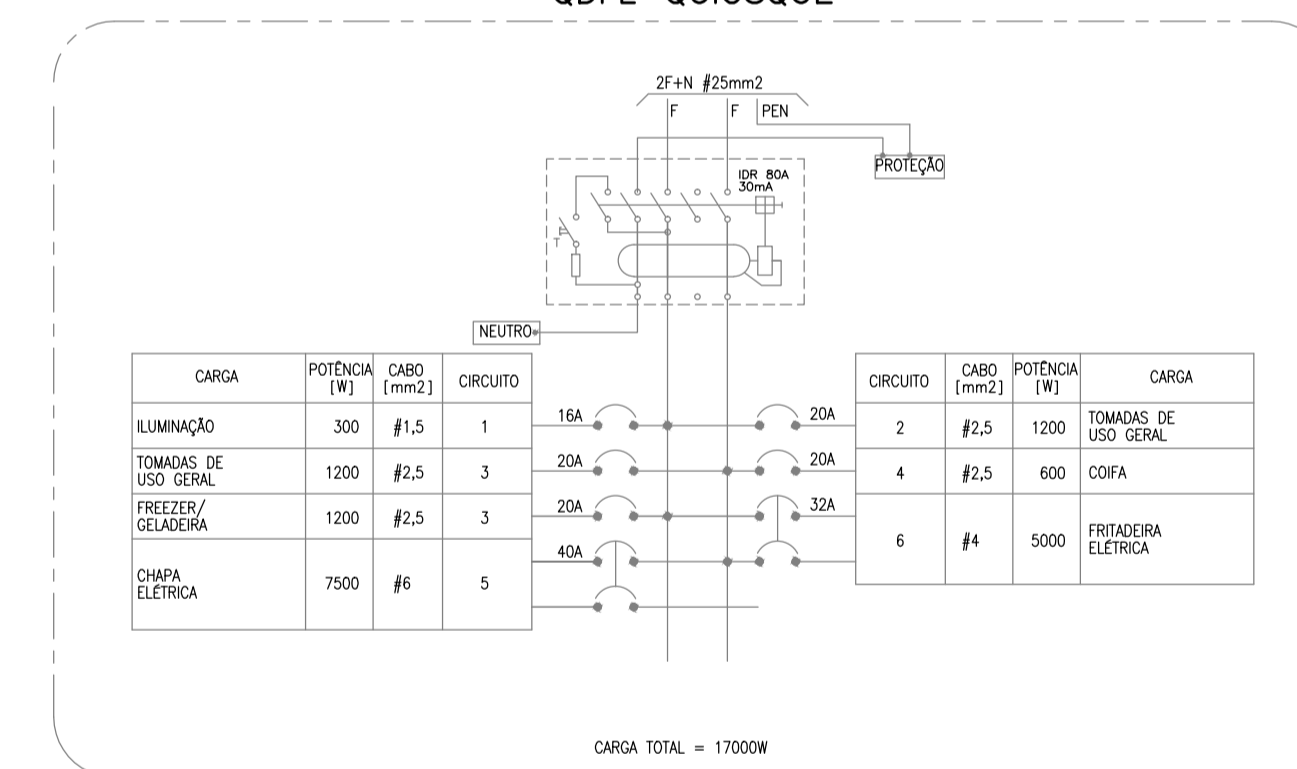 2F+N #25mm2
F
F
PEN
PROTEÇÃO
IDR 80A
30mA
T
NEUTRO
CARGA
POTÊNCIA
[W]
CABO
[mm2]
CIRCUITO
ILUMINAÇÃO
300
#1,5
1
16A
TOMADAS DE
USO GERAL
1200
#2,5
3
20A
FREEZER/
GELADEIRA
1200
#2,5
3
20A
CHAPA
ELÉTRICA
7500
#6
5
40A
CIRCUITO
CABO
[mm2]
POTÊNCIA
[W]
CARGA
20A
2
#2,5
1200
TOMADAS DE
USO GERAL
20A
4
#2,5
600
COIFA
32A
6
#4
5000
FRITADEIRA
ELÉTRICA
CARGA TOTAL = 17000W